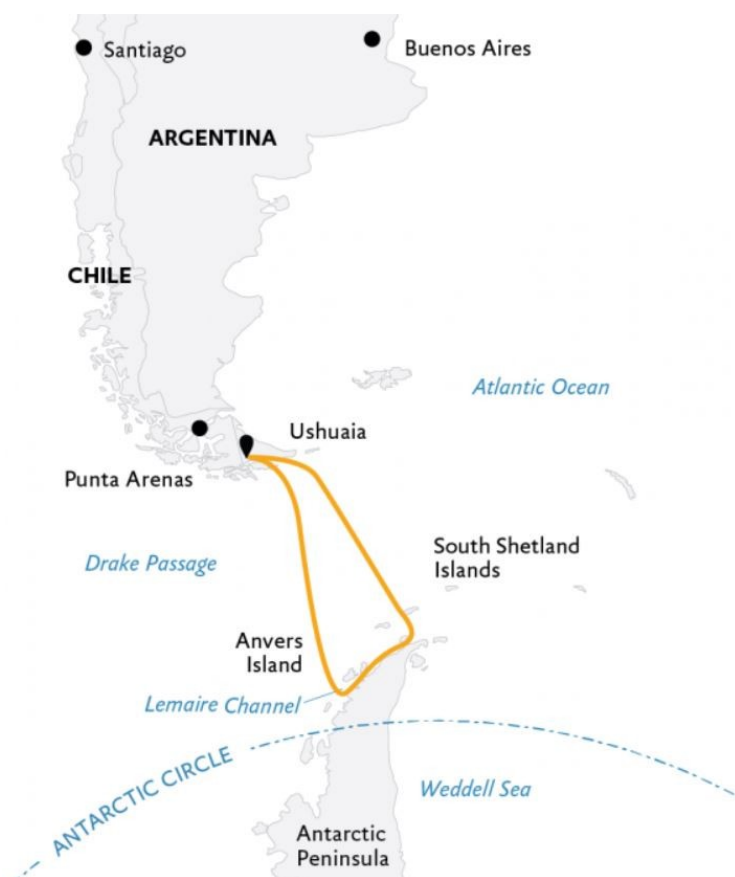 Santiago
Buenos Aires
ARGENTINA
CHILE
Atlantic Ocean
Ushuaia
Punta Arenas
South Shetland
Islands
Drake Passage
Anvers
Island
Lemaire Channel
ANTARCTIC CIRCLE
Weddell Sea
Antarctic
Peninsula